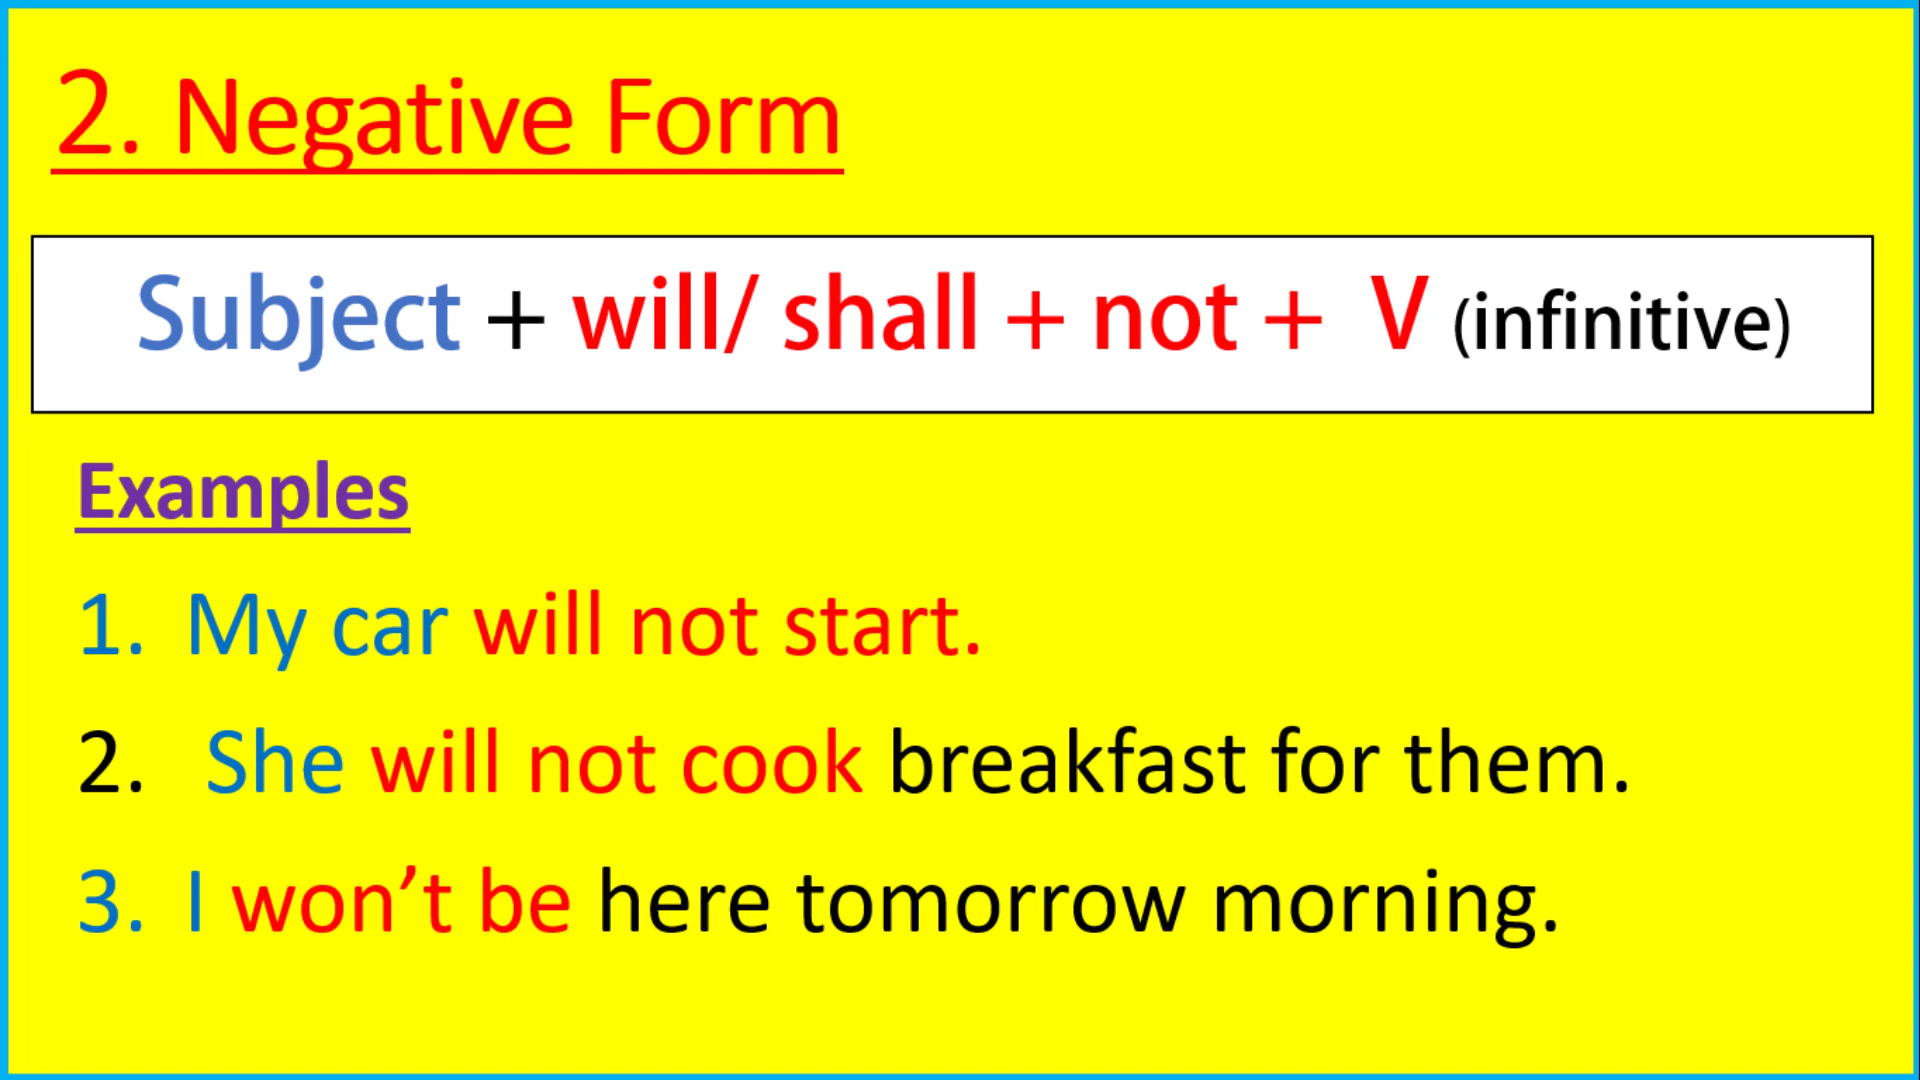 2. Negative Form
Subject + will/ shall + not + V (infinitive)
Examples
1. My car will not start.
2. She will not cook breakfast for them.
3. I won’t be here tomorrow morning.